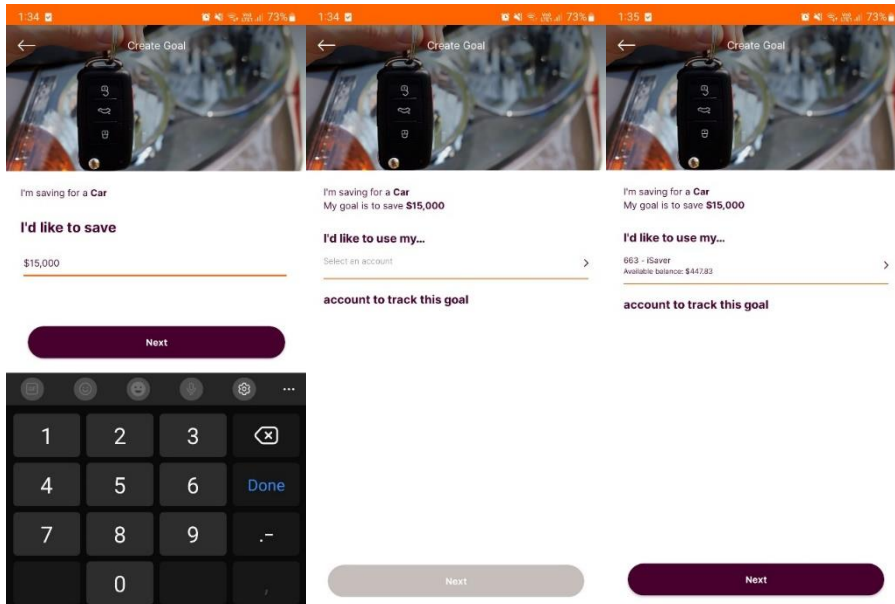 1:34
73%
Create Goal
I'm saving for a Car
I'd like to save
$15,000
Next
1
2
3
4
5
6
Done
7
8
9
.-
0
,
1:34
73%
Create Goal
I'm saving for a Car
My goal is to save $15,000
I'd like to use my...
Select an account
account to track this goal
Next
1:35
73%
Create Goal
I'm saving for a Car
My goal is to save $15,000
I'd like to use my...
663 - iSaver
Available balance: $447.83
account to track this goal
Next